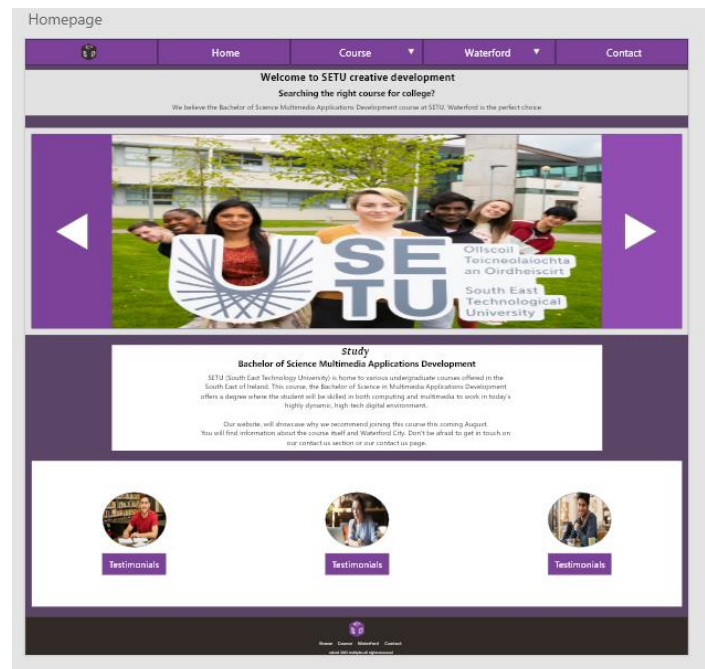 Homepage
Home Course Waterford Contact
Welcome to SETU creative development
Searching the right course for college?
We believe the Bachelor of Science Multimedia Applications Development course at SETU, Waterford is the perfect choice
SETU
Ollscoil
Teicneolaíochta
an Oirdheiscirt
South East
Technological
University
Study
Bachelor of Science Multimedia Applications Development
SETU (South East Technology University) is home to various undergraduate courses offered in the
South East of Ireland. This course, the Bachelor of Science in Multimedia Applications Development
offers a degree where the student will be skilled in both computing and multimedia to work in today's
highly dynamic, high-tech digital environment.
Our website, will showcase why we recommend joining this course this coming August.
You will find information about the course itself and Waterford City. Don't be afraid to get in touch on
our contact us section or our contact us page.
Testimonials Testimonials Testimonials
Home Course Waterford Contact